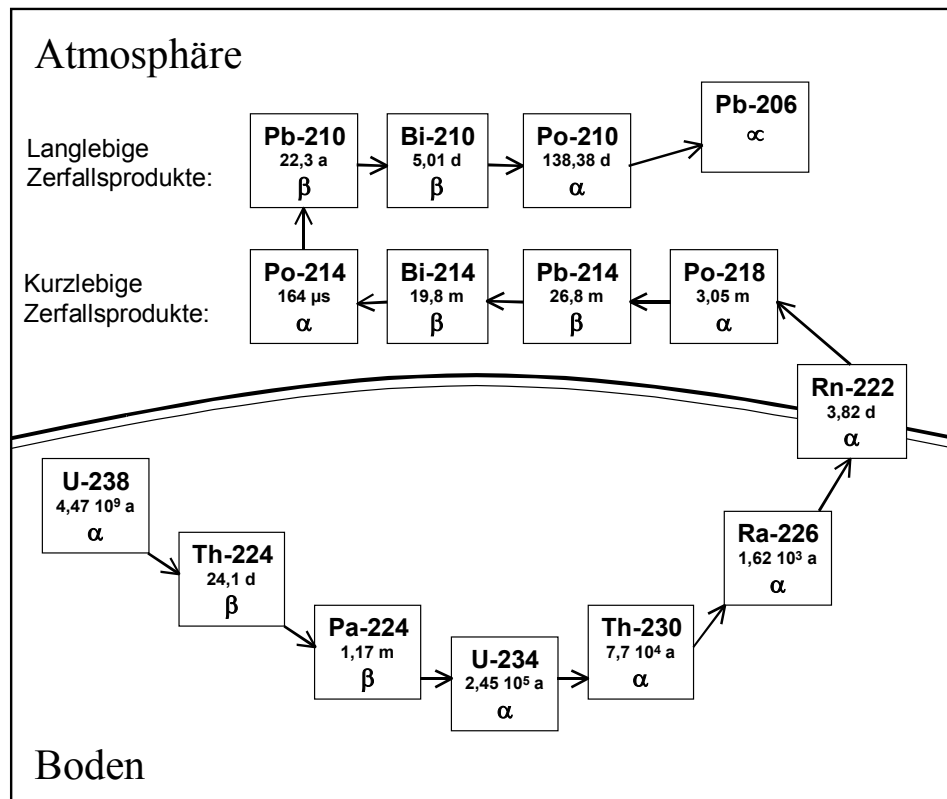 Atmosphäre
Langlebige
Zerfallsprodukte:
Pb-210
22,3 a
β
Bi-210
5,01 d
β
Po-210
138,38 d
α
Pb-206
∝
Kurzlebige
Zerfallsprodukte:
Po-214
164 µs
α
Bi-214
19,8 m
β
Pb-214
26,8 m
β
Po-218
3,05 m
α
Rn-222
3,82 d
α
U-238
4,47 10⁹ a
α
Th-224
24,1 d
β
Pa-224
1,17 m
β
U-234
2,45 10⁵ a
α
Th-230
7,7 10⁴ a
α
Ra-226
1,62 10³ a
α
Boden